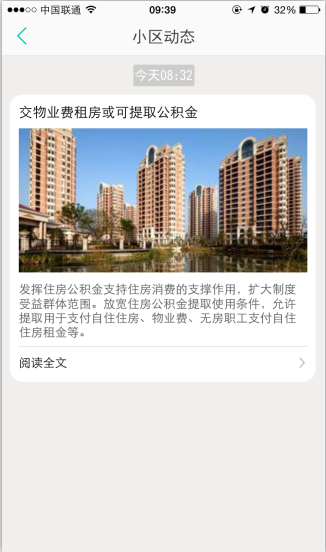 中国联通 09:39 32%
小区动态
今天08:32
交物业费租房或可提取公积金
发挥住房公积金支持住房消费的支撑作用，扩大制度
受益群体范围。放宽住房公积金提取使用条件，允许
提取用于支付自住住房、物业费、无房职工支付自住
住房租金等。
阅读全文